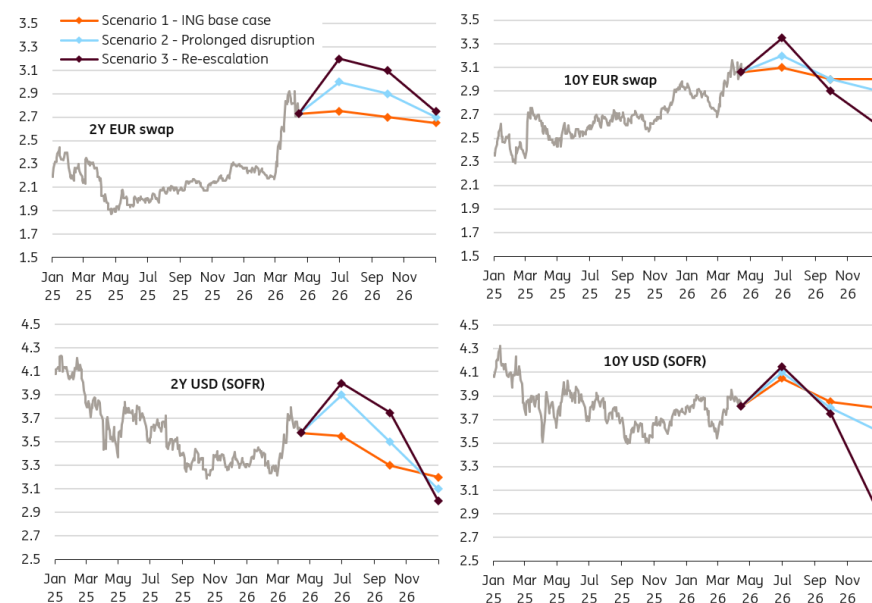 Scenario 1 - ING base case
Scenario 2 - Prolonged disruption
Scenario 3 - Re-escalation
2Y EUR swap
3.5
3.3
3.1
2.9
2.7
2.5
2.3
2.1
1.9
1.7
1.5
Jan Mar May Jul Sep Nov Jan Mar May Jul Sep Nov
25 25 25 25 25 25 26 26 26 26 26 26
10Y EUR swap
3.5
3.3
3.1
2.9
2.7
2.5
2.3
2.1
1.9
1.7
1.5
Jan Mar May Jul Sep Nov Jan Mar May Jul Sep Nov
25 25 25 25 25 25 26 26 26 26 26 26
2Y USD (SOFR)
4.5
4.3
4.1
3.9
3.7
3.5
3.3
3.1
2.9
2.7
2.5
Jan Mar May Jul Sep Nov Jan Mar May Jul Sep Nov
25 25 25 25 25 25 26 26 26 26 26 26
10Y USD (SOFR)
4.5
4.3
4.1
3.9
3.7
3.5
3.3
3.1
2.9
2.7
2.5
Jan Mar May Jul Sep Nov Jan Mar May Jul Sep Nov
25 25 25 25 25 25 26 26 26 26 26 26